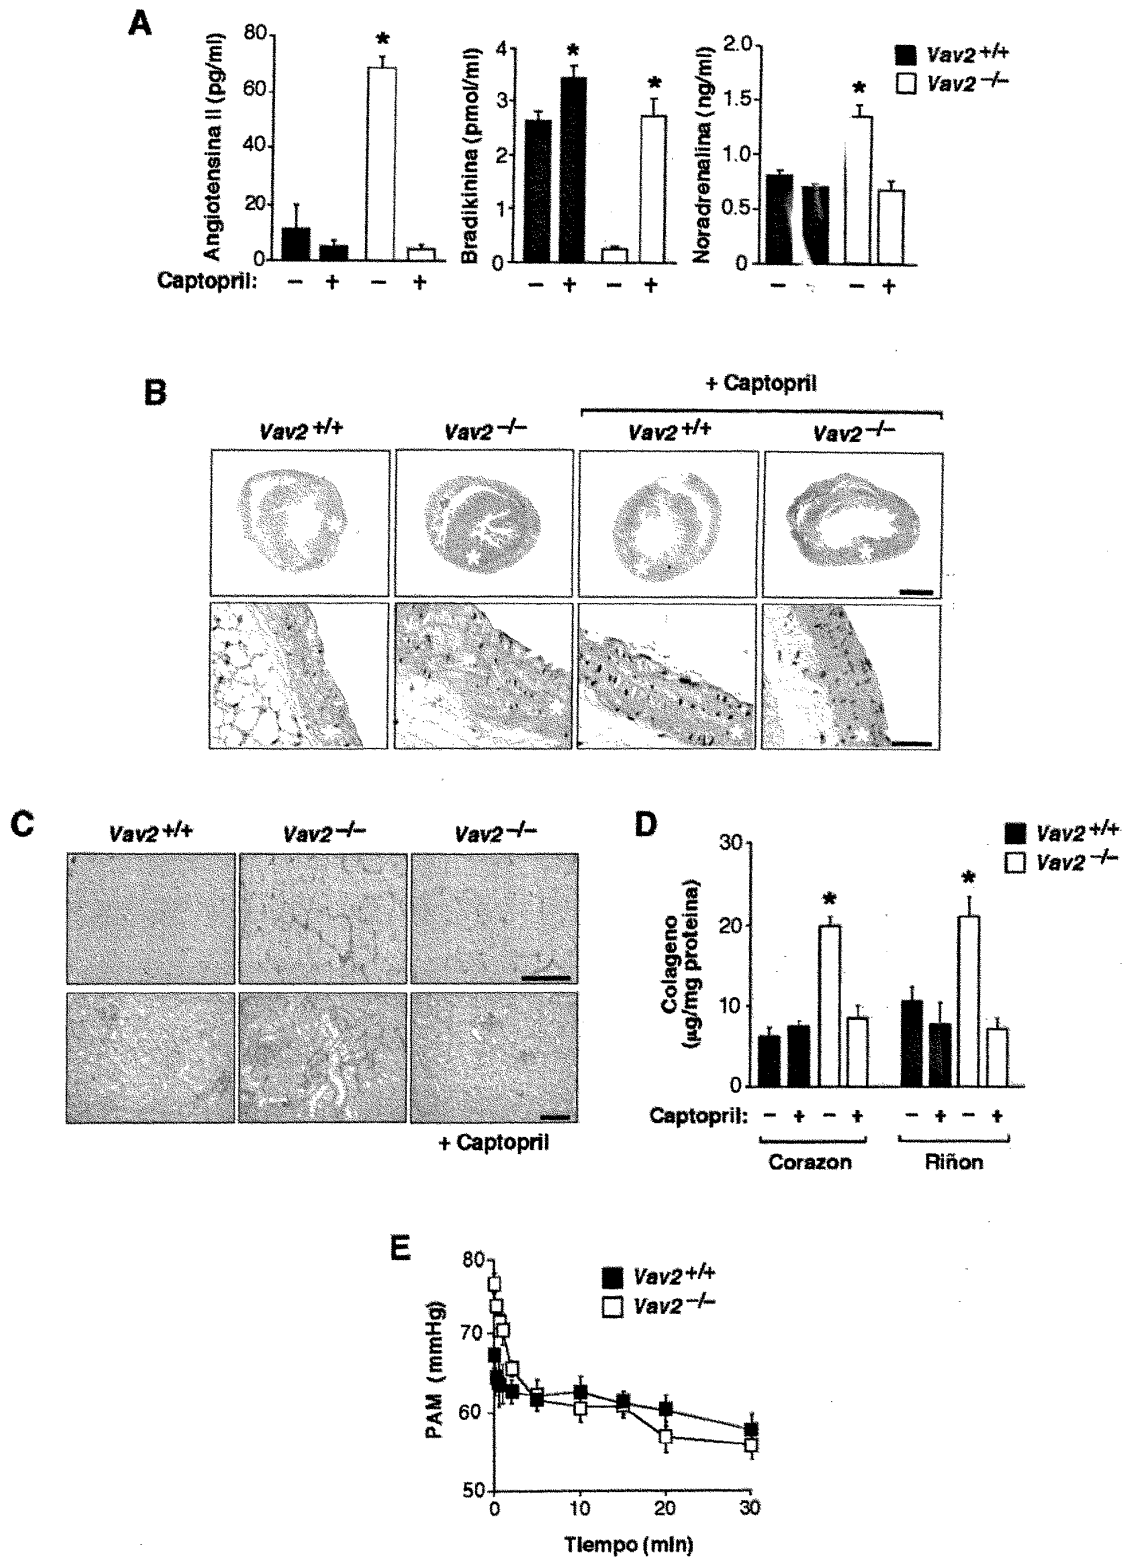 A
Angiotensina II (pg/ml)
80
60
40
20
0
Bradikinina (pmol/ml)
4
3
2
1
0
Noradrenalina (ng/ml)
2.0
1.5
1.0
0.5
0
Vav2 +/+
Vav2 –/–
*
*
*
*
Captopril: – + – +
– + – +
– – +
B
+ Captopril
Vav2 +/+ Vav2 –/– Vav2 +/+ Vav2 –/–
C
Vav2 +/+ Vav2 –/– Vav2 –/–
+ Captopril
D
Colageno
(µg/mg proteina)
30
20
10
0
Vav2 +/+
Vav2 –/–
*
*
Captopril: – + – + – + – +
Corazon Riñon
E
PAM (mmHg)
80
70
60
50
Vav2 +/+
Vav2 –/–
0 10 20 30
Tiempo (min)